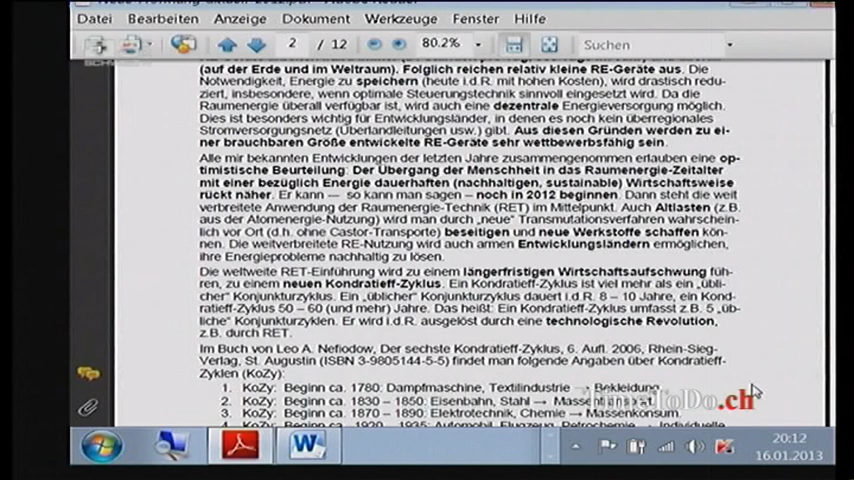 Datei Bearbeiten Anzeige Dokument Werkzeuge Fenster Hilfe
2 / 12 80.2% Suchen
(auf der Erde und im Weltraum). Folglich reichen relativ kleine RE-Geräte aus. Die
Notwendigkeit, Energie zu speichern (heute i.d.R. mit hohen Kosten), wird drastisch redu-
ziert, insbesondere, wenn optimale Steuerungstechnik sinnvoll eingesetzt wird. Da die
Raumenergie überall verfügbar ist, wird auch eine dezentrale Energieversorgung möglich.
Dies ist besonders wichtig für Entwicklungsländer, in denen es noch kein überregionales
Stromversorgungsnetz (Überlandleitungen usw.) gibt. Aus diesen Gründen werden zu ei-
ner brauchbaren Größe entwickelte RE-Geräte sehr wettbewerbsfähig sein.
Alle mir bekannten Entwicklungen der letzten Jahre zusammengenommen erlauben eine op-
timistische Beurteilung: Der Übergang der Menschheit in das Raumenergie-Zeitalter
mit einer bezüglich Energie dauerhaften (nachhaltigen, sustainable) Wirtschaftsweise
rückt näher. Er kann — so kann man sagen – noch in 2012 beginnen. Dann steht die weit
verbreitete Anwendung der Raumenergie-Technik (RET) im Mittelpunkt. Auch Altlasten (z.B.
aus der Atomenergie-Nutzung) wird man durch „neue“ Transmutationsverfahren wahrschein-
lich vor Ort (d.h. ohne Castor-Transporte) beseitigen und neue Werkstoffe schaffen kön-
nen. Die weitverbreitete RE-Nutzung wird auch armen Entwicklungsländern ermöglichen,
ihre Energieprobleme nachhaltig zu lösen.
Die weltweite RET-Einführung wird zu einem längerfristigen Wirtschaftsaufschwung füh-
ren, zu einem neuen Kondratieff-Zyklus. Ein Kondratieff-Zyklus ist viel mehr als ein „übli-
cher“ Konjunkturzyklus. Ein „üblicher“ Konjunkturzyklus dauert i.d.R. 8 – 10 Jahre, ein Kond-
ratieff-Zyklus 50 – 60 (und mehr) Jahre. Das heißt: Ein Kondratieff-Zyklus umfasst z.B. 5 „üb-
liche“ Konjunkturzyklen. Er wird i.d.R. ausgelöst durch eine technologische Revolution,
z.B. durch RET.
Im Buch von Leo A. Nefiodow, Der sechste Kondratieff-Zyklus, 6. Aufl. 2006, Rhein-Sieg-
Verlag, St. Augustin (ISBN 3-9805144-5-5) findet man folgende Angaben über Kondratieff-
Zyklen (KoZy):
1. KoZy: Beginn ca. 1780: Dampfmaschine, Textilindustrie → Bekleidung.
2. KoZy: Beginn ca. 1830 – 1850: Eisenbahn, Stahl →
3. KoZy: Beginn ca. 1870 – 1890: Elektrotechnik, Chemie → Massenkonsum.
4. KoZy: Beginn ca. 1920 – 1935: Automobil, Flugzeug, Petrochemie → Individuelle
TimeToDo.ch
20:12
16.01.2013